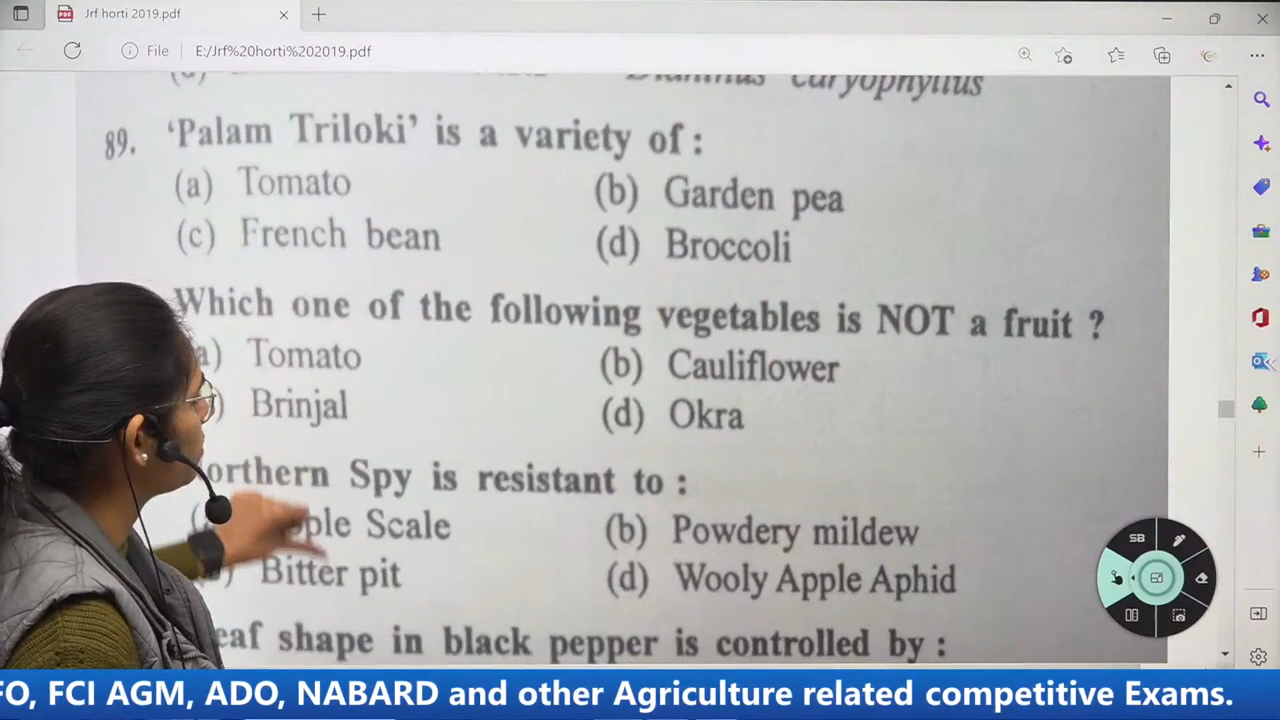 Jrf horti 2019.pdf
File E:/Jrf%20horti%202019.pdf
Dianthus caryophyllus
89. 'Palam Triloki' is a variety of :
(a) Tomato (b) Garden pea
(c) French bean (d) Broccoli
Which one of the following vegetables is NOT a fruit ?
a) Tomato (b) Cauliflower
) Brinjal (d) Okra
orthern Spy is resistant to :
pple Scale (b) Powdery mildew
) Bitter pit (d) Wooly Apple Aphid
SB
eaf shape in black pepper is controlled by :
FO, FCI AGM, ADO, NABARD and other Agriculture related competitive Exams.